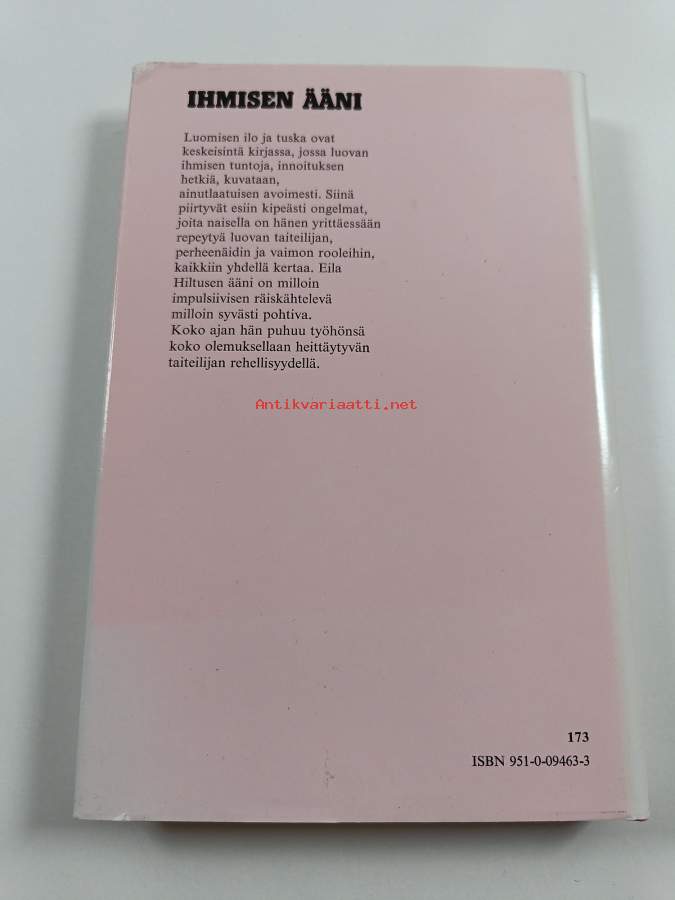 IHMISEN ÄÄNI
Luomisen ilo ja tuska ovat
keskeisintä kirjassa, jossa luovan
ihmisen tuntoja, innoituksen
hetkiä, kuvataan,
ainutlaatuisen avoimesti. Siinä
piirtyvät esiin kipeästi ongelmat,
joita naisella on hänen yrittäessään
repeytyä luovan taiteilijan,
perheenäidin ja vaimon rooleihin,
kaikkiin yhdellä kertaa. Eila
Hiltusen ääni on milloin
impulsiivisen räiskähtelevä
milloin syvästi pohtiva.
Koko ajan hän puhuu työhönsä
koko olemuksellaan heittäytyvän
taiteilijan rehellisyydellä.
Antikvariaatti.net
173
ISBN 951-0-09463-3